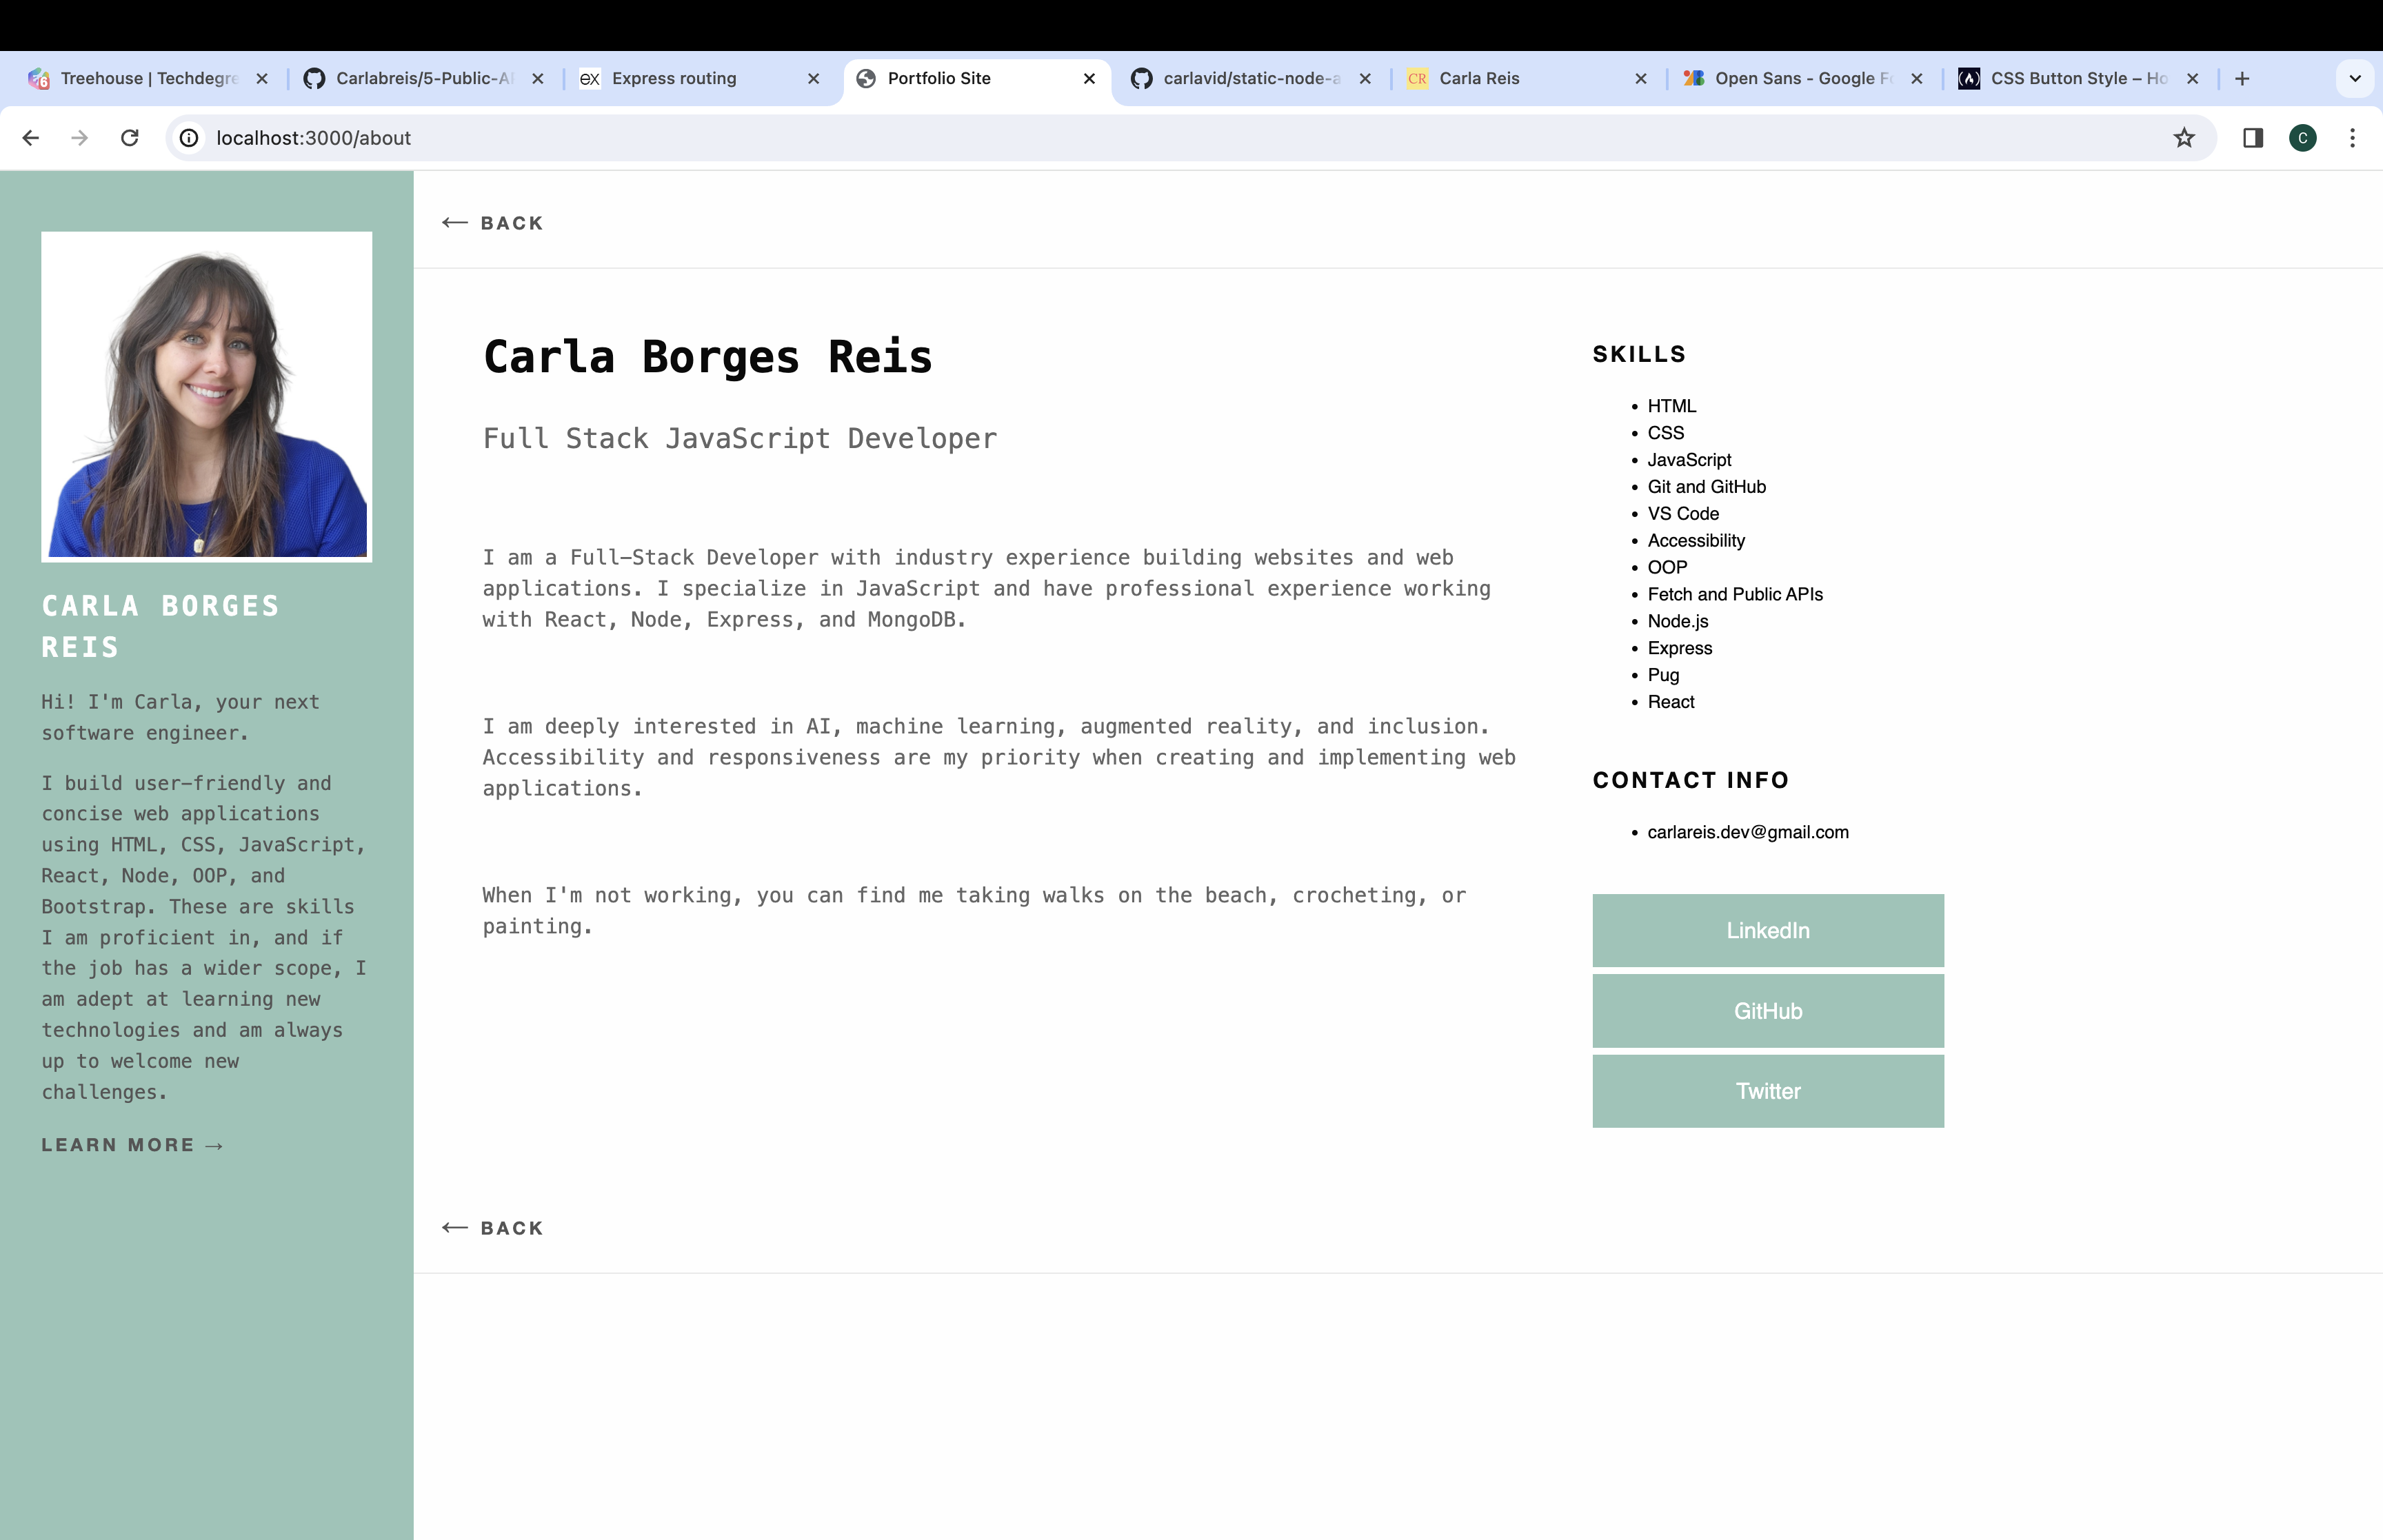 Treehouse | Techdegre
Carlabreis/5-Public-AP
Express routing
Portfolio Site
carlavid/static-node-a
CR Carla Reis
Open Sans - Google Fo
CSS Button Style – Ho
localhost:3000/about
C
CARLA BORGES
REIS
Hi! I'm Carla, your next
software engineer.
I build user-friendly and
concise web applications
using HTML, CSS, JavaScript,
React, Node, OOP, and
Bootstrap. These are skills
I am proficient in, and if
the job has a wider scope, I
am adept at learning new
technologies and am always
up to welcome new
challenges.
LEARN MORE →
← BACK
Carla Borges Reis
Full Stack JavaScript Developer
I am a Full-Stack Developer with industry experience building websites and web
applications. I specialize in JavaScript and have professional experience working
with React, Node, Express, and MongoDB.
I am deeply interested in AI, machine learning, augmented reality, and inclusion.
Accessibility and responsiveness are my priority when creating and implementing web
applications.
When I'm not working, you can find me taking walks on the beach, crocheting, or
painting.
SKILLS
• HTML
• CSS
• JavaScript
• Git and GitHub
• VS Code
• Accessibility
• OOP
• Fetch and Public APIs
• Node.js
• Express
• Pug
• React
CONTACT INFO
• carlareis.dev@gmail.com
LinkedIn
GitHub
Twitter
← BACK